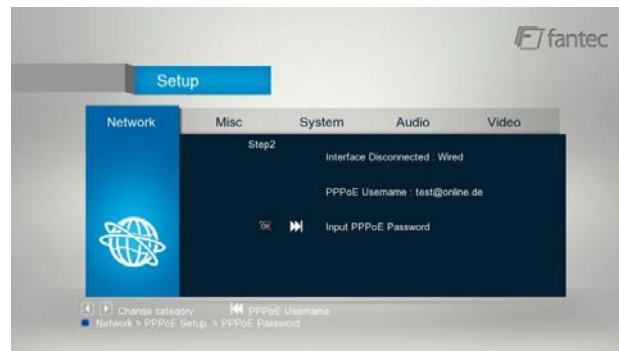 fantec
Setup
Network Misc System Audio Video
Step2
Interface Disconnected : Wired
PPPoE Username : test@online.de
OK Input PPPoE Password
Change category PPPoE Username
Network > PPPoE Setup > PPPoE Password